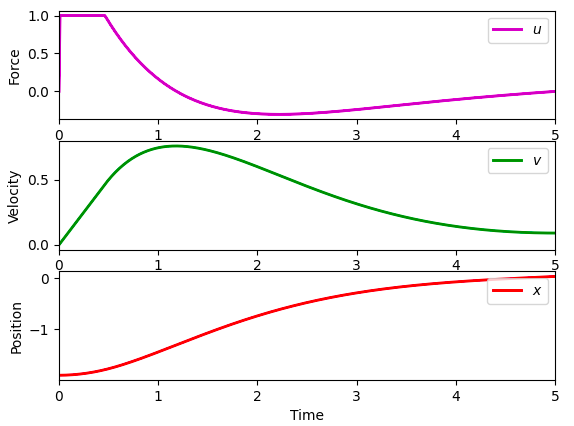 Force
1.0
0.5
0.0
u
0 1 2 3 4 5
Velocity
0.5
0.0
v
0 1 2 3 4 5
Position
0
−1
x
0 1 2 3 4 5
Time